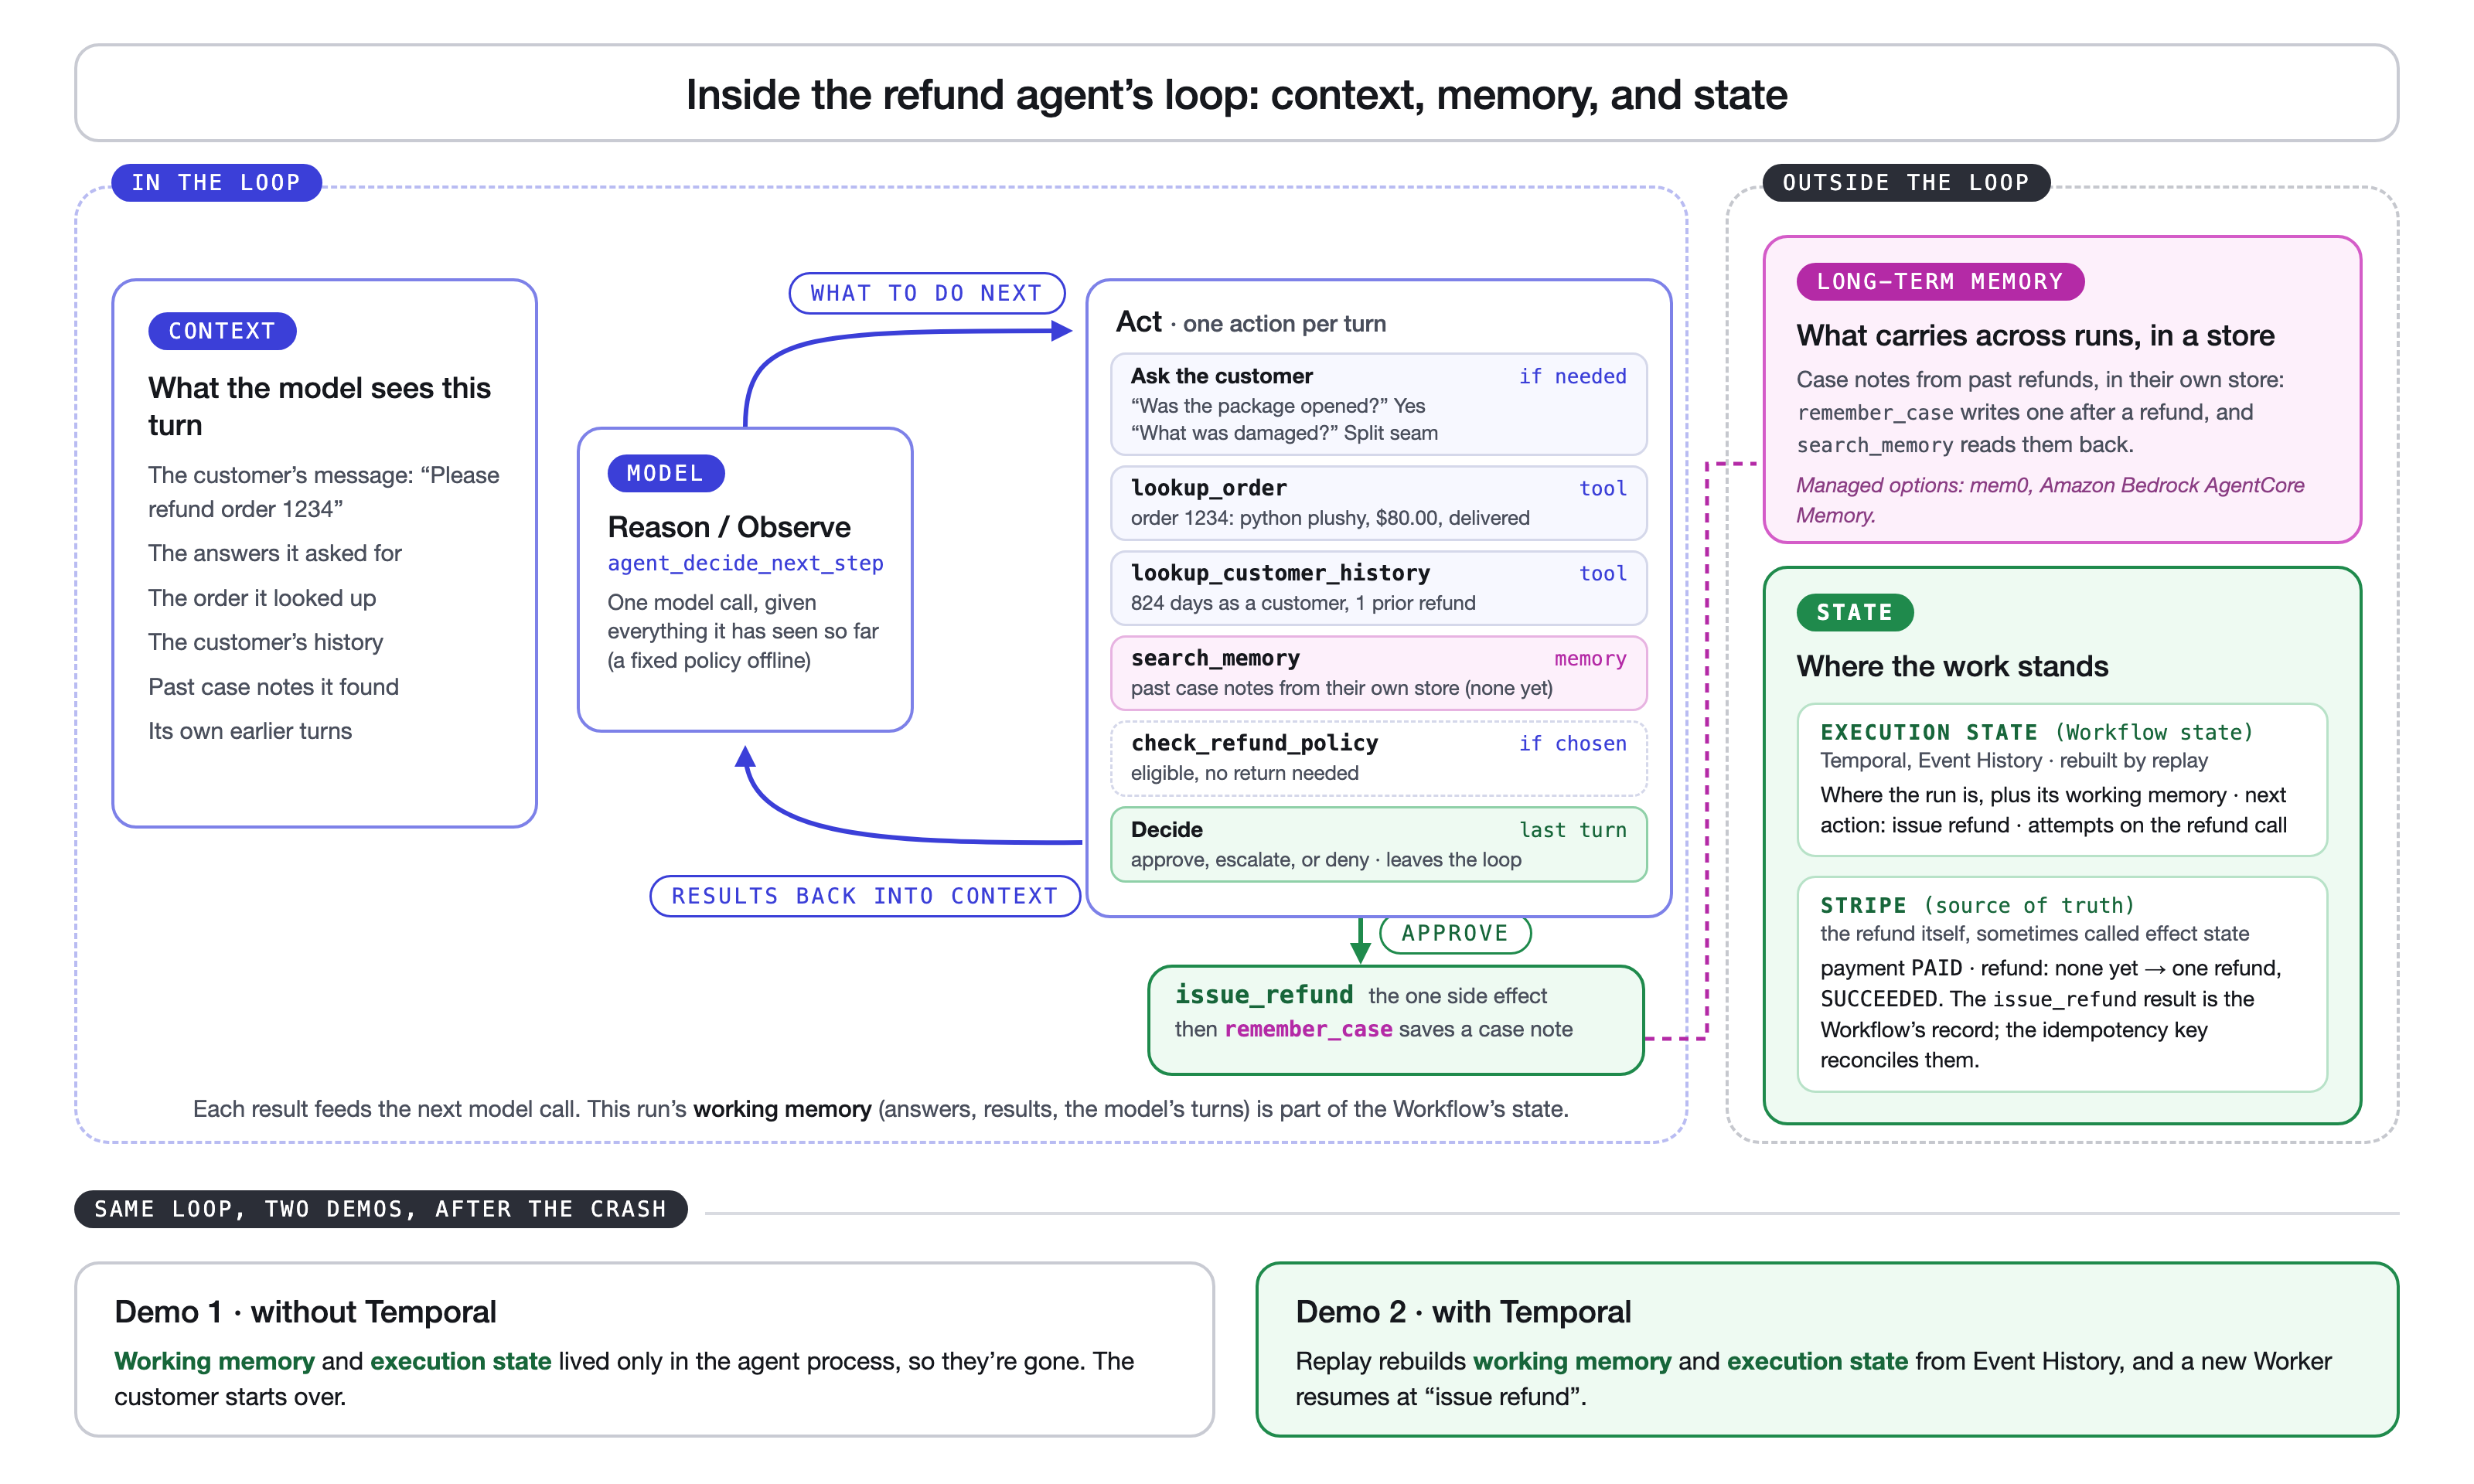 Inside the refund agent’s loop: context, memory, and state
IN THE LOOP
CONTEXT
What the model sees this
turn
The customer’s message: “Please
refund order 1234”
The answers it asked for
The order it looked up
The customer’s history
Past case notes it found
Its own earlier turns
WHAT TO DO NEXT
MODEL
Reason / Observe
agent_decide_next_step
One model call, given
everything it has seen so far
(a fixed policy offline)
RESULTS BACK INTO CONTEXT
Act · one action per turn
Ask the customer if needed
“Was the package opened?” Yes
“What was damaged?” Split seam
lookup_order tool
order 1234: python plushy, $80.00, delivered
lookup_customer_history tool
824 days as a customer, 1 prior refund
search_memory memory
past case notes from their own store (none yet)
check_refund_policy if chosen
eligible, no return needed
Decide last turn
approve, escalate, or deny · leaves the loop
APPROVE
issue_refund the one side effect
then remember_case saves a case note
Each result feeds the next model call. This run’s working memory (answers, results, the model’s turns) is part of the Workflow’s state.
OUTSIDE THE LOOP
LONG-TERM MEMORY
What carries across runs, in a store
Case notes from past refunds, in their own store:
remember_case writes one after a refund, and
search_memory reads them back.
Managed options: mem0, Amazon Bedrock AgentCore
Memory.
STATE
Where the work stands
EXECUTION STATE (Workflow state)
Temporal, Event History · rebuilt by replay
Where the run is, plus its working memory · next
action: issue refund · attempts on the refund call
STRIPE (source of truth)
the refund itself, sometimes called effect state
payment PAID · refund: none yet → one refund,
SUCCEEDED. The issue_refund result is the
Workflow’s record; the idempotency key
reconciles them.
SAME LOOP, TWO DEMOS, AFTER THE CRASH
Demo 1 · without Temporal
Working memory and execution state lived only in the agent process, so they’re gone. The
customer starts over.
Demo 2 · with Temporal
Replay rebuilds working memory and execution state from Event History, and a new Worker
resumes at “issue refund”.